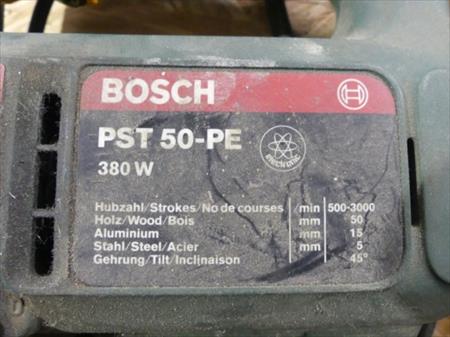 BOSCH
PST 50-PE
electronic
380 W
Hubzahl/Strokes/No de courses /min 500-3000
Holz/Wood/Bois mm 50
Aluminium mm 15
Stahl/Steel/Acier mm 5
Gehrung/Tilt/Inclinaison 45°